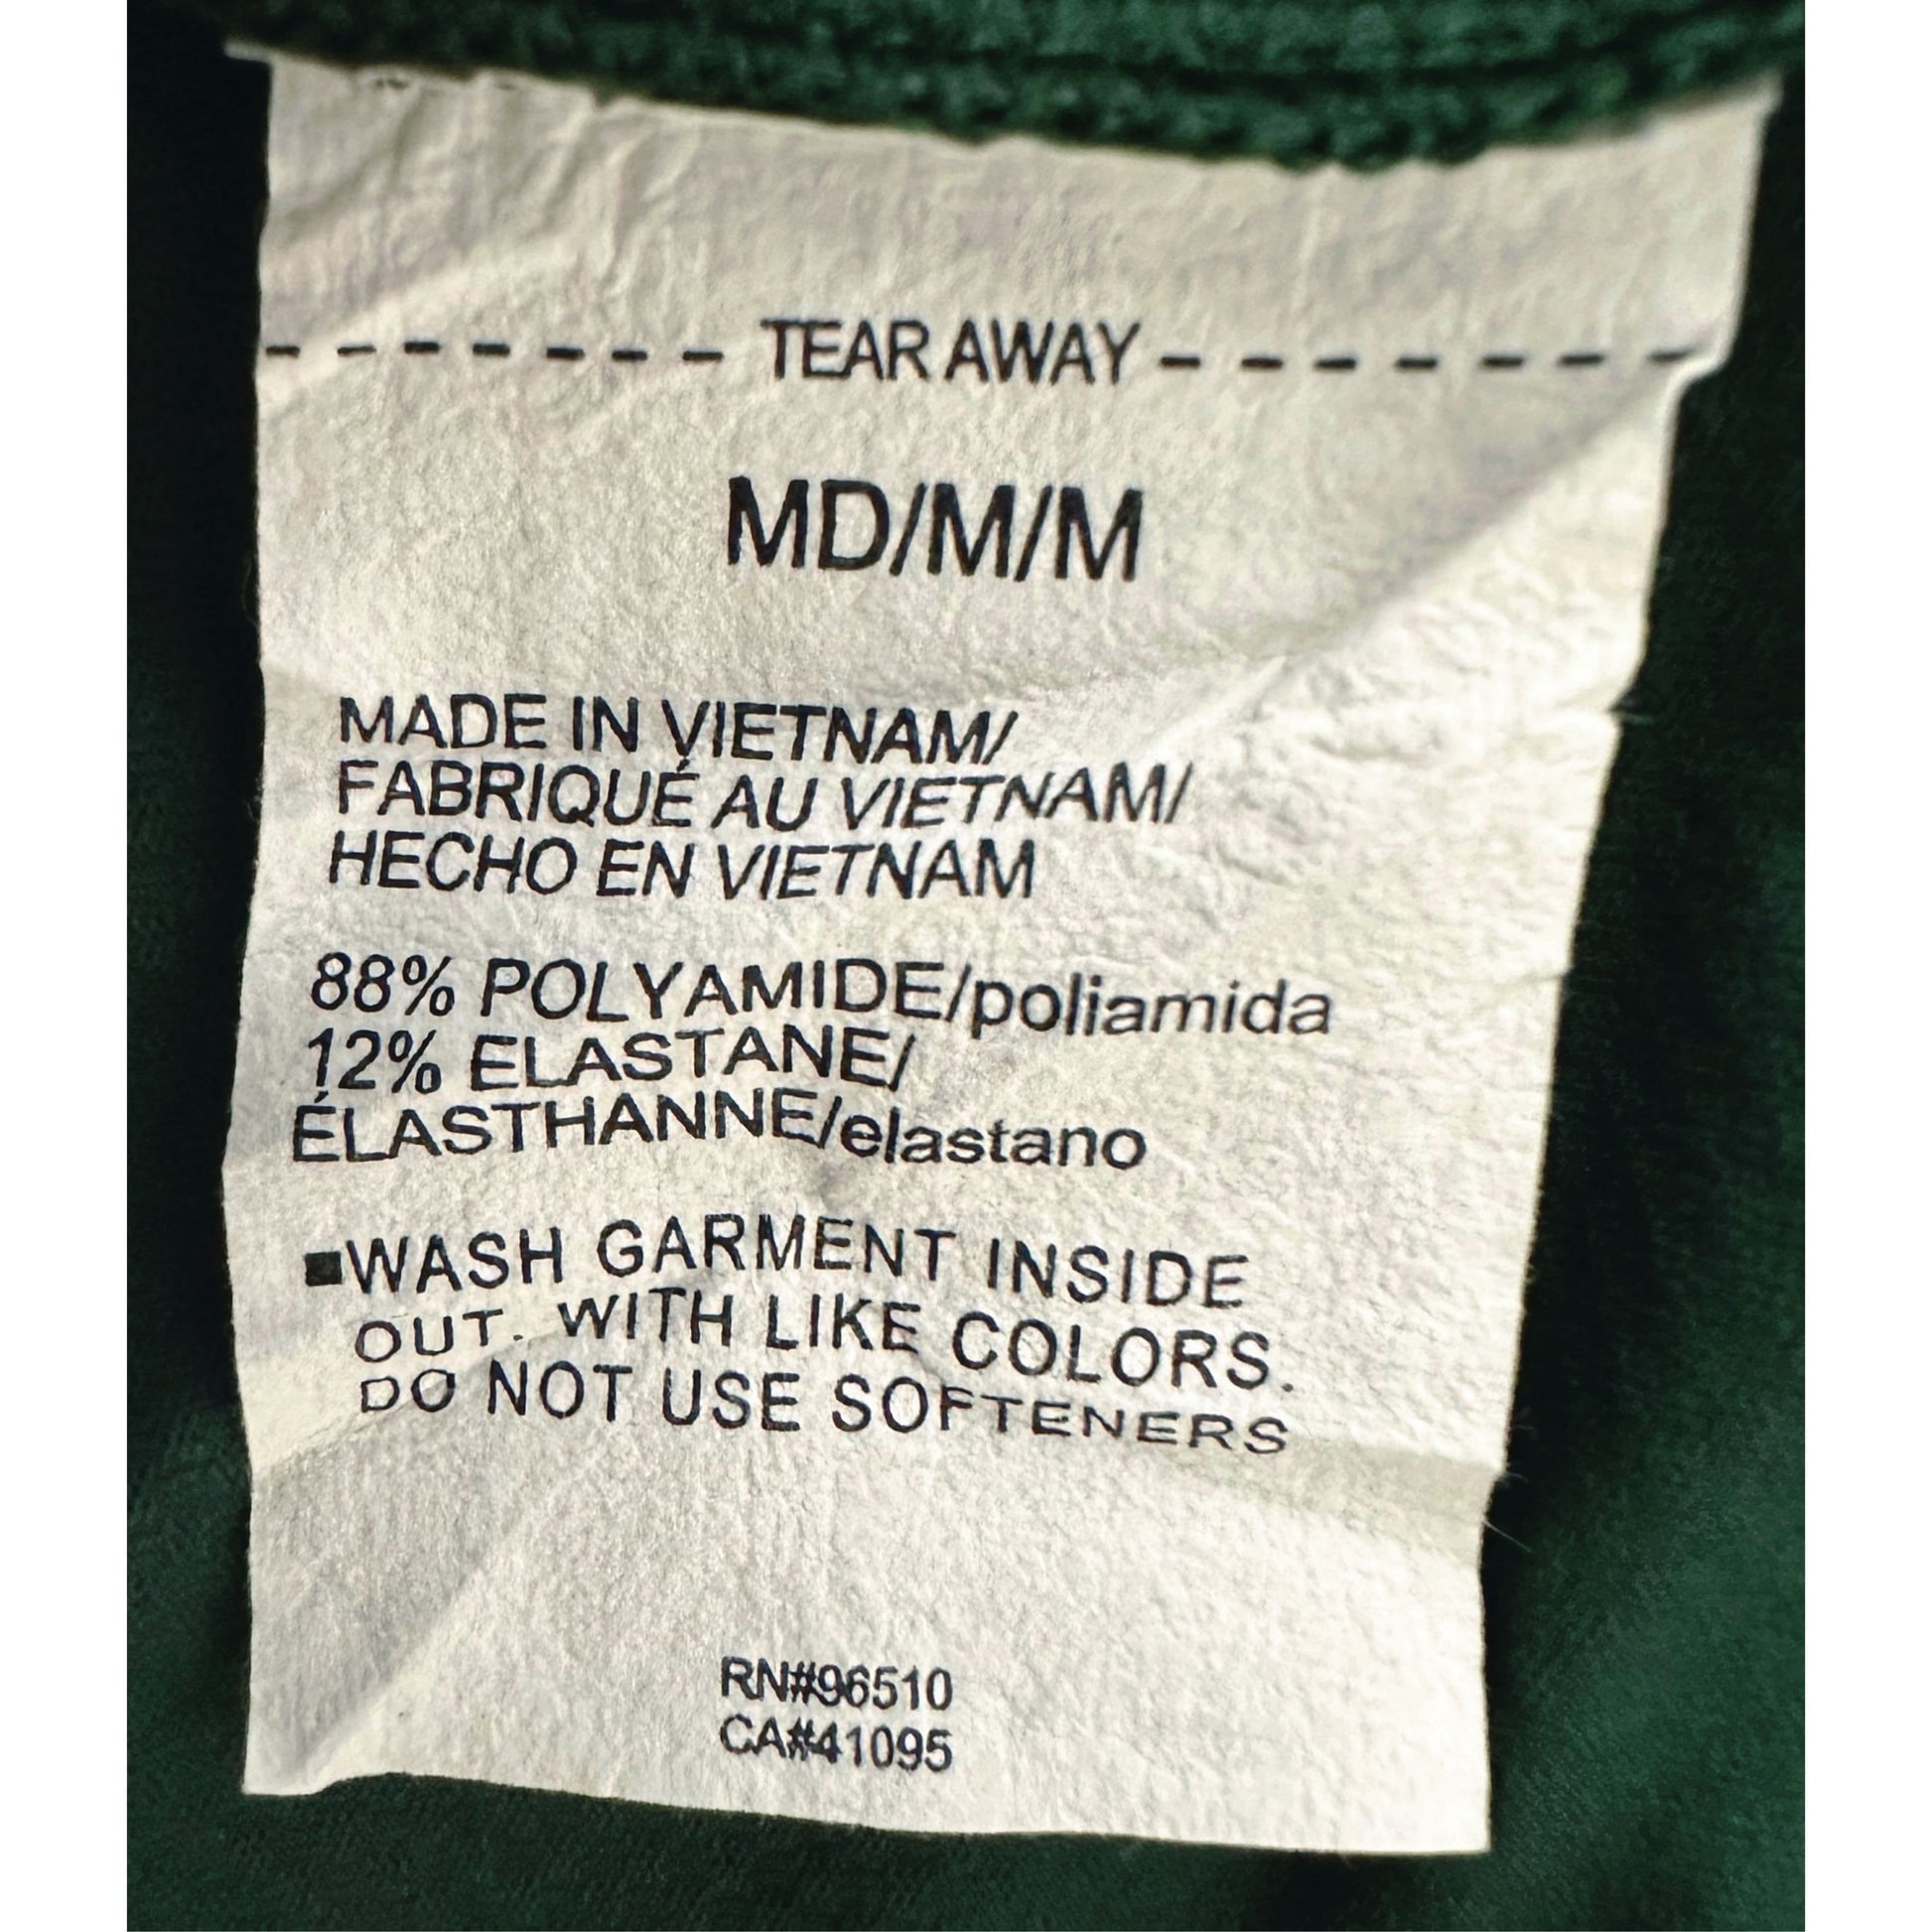 - - - - - - - TEAR AWAY - - - - - - -
MD/M/M
MADE IN VIETNAM/
FABRIQUÉ AU VIETNAM/
HECHO EN VIETNAM
88% POLYAMIDE/poliamida
12% ELASTANE/
ÉLASTHANNE/elastano
■WASH GARMENT INSIDE
OUT. WITH LIKE COLORS.
DO NOT USE SOFTENERS
RN#96510
CA#41095